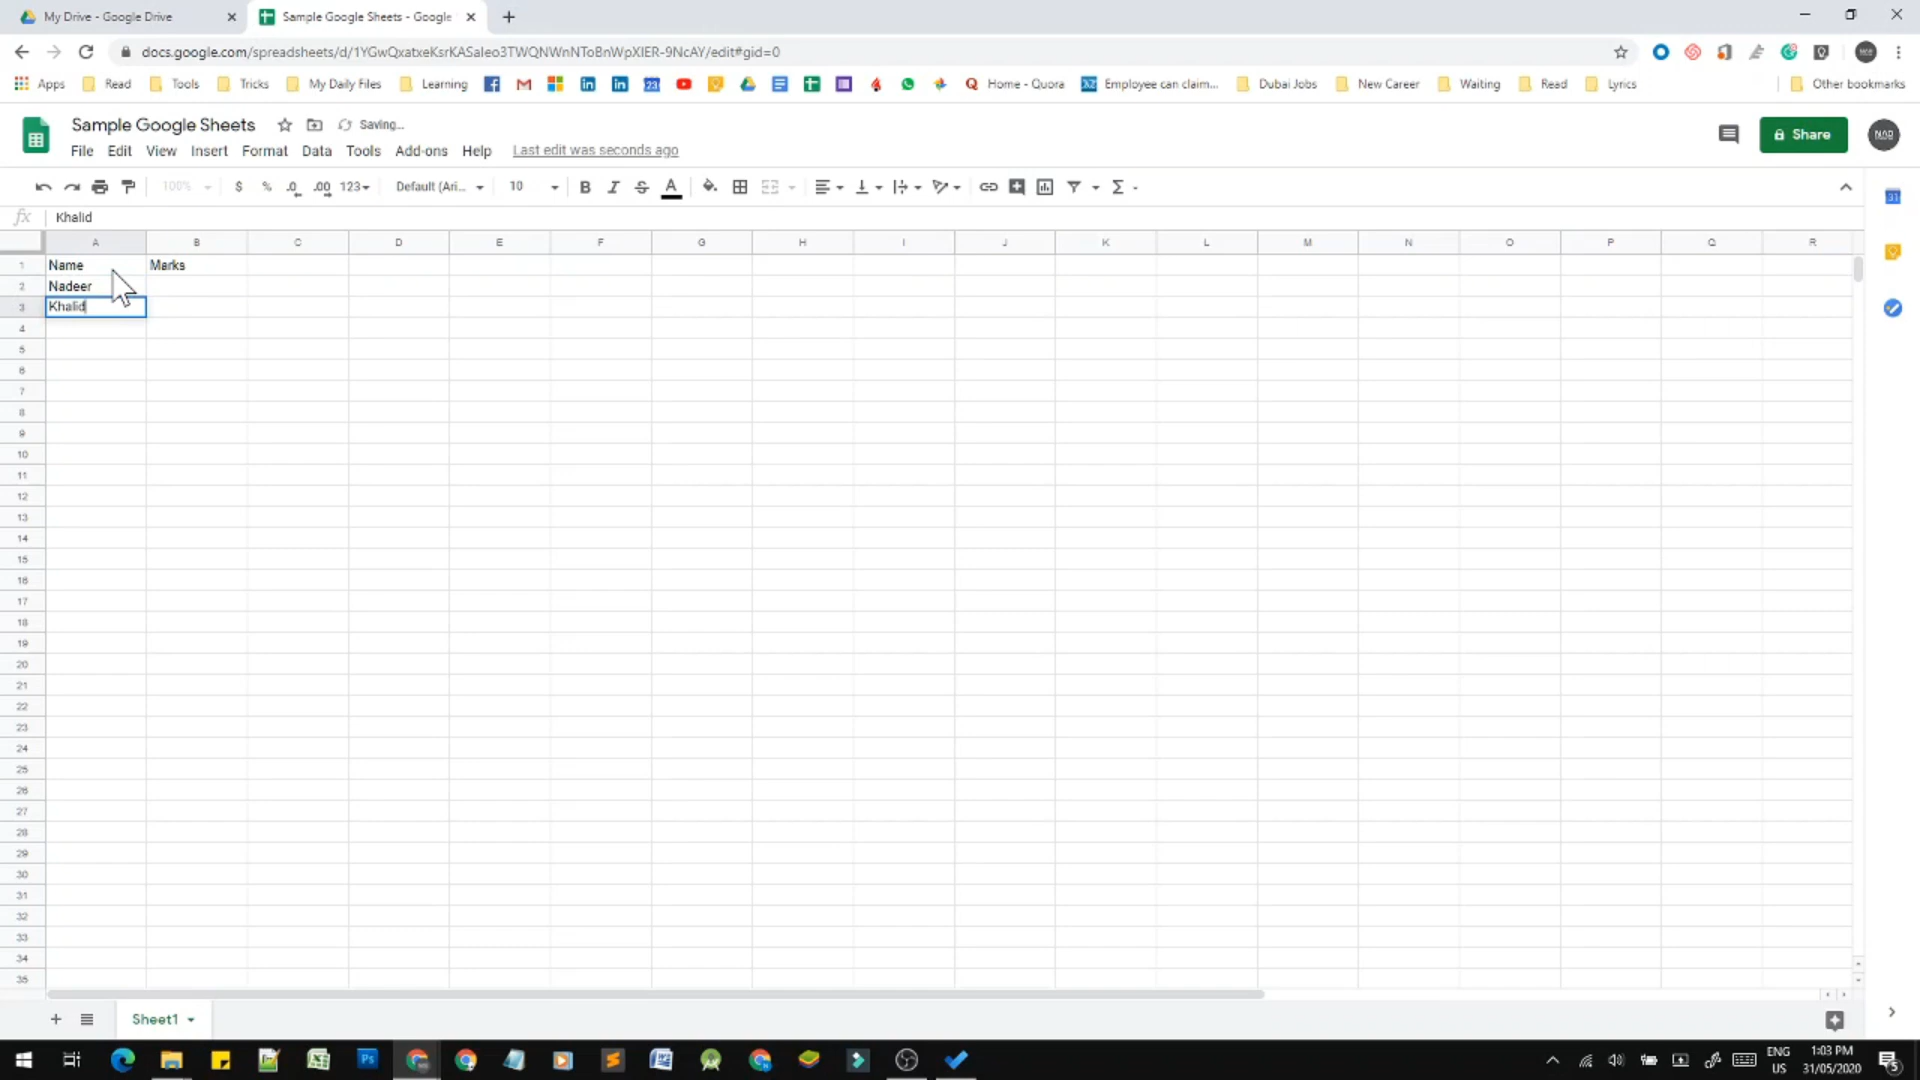 My Drive - Google Drive
Sample Google Sheets - Google
docs.google.com/spreadsheets/d/1YGwQxatxeKsrKASaleo3TWQNWnNToBnWpXIER-9NcAY/edit#gid=0
Apps Read Tools Tricks My Daily Files Learning Home - Quora Employee can claim... Dubai Jobs New Career Waiting Read Lyrics Other bookmarks
Sample Google Sheets Saving...
Share
File Edit View Insert Format Data Tools Add-ons Help Last edit was seconds ago
100% $ % .0 .00 123 Default (Ari... 10 B I S A
fx Khalid
A B C D E F G H I J K L M N O P Q R
1 Name Marks
2 Nadeer
3 Khalid
4
5
6
7
8
9
10
11
12
13
14
15
16
17
18
19
20
21
22
23
24
25
26
27
28
29
30
31
32
33
34
35
Sheet1
ENG
US
1:03 PM
31/05/2020
5